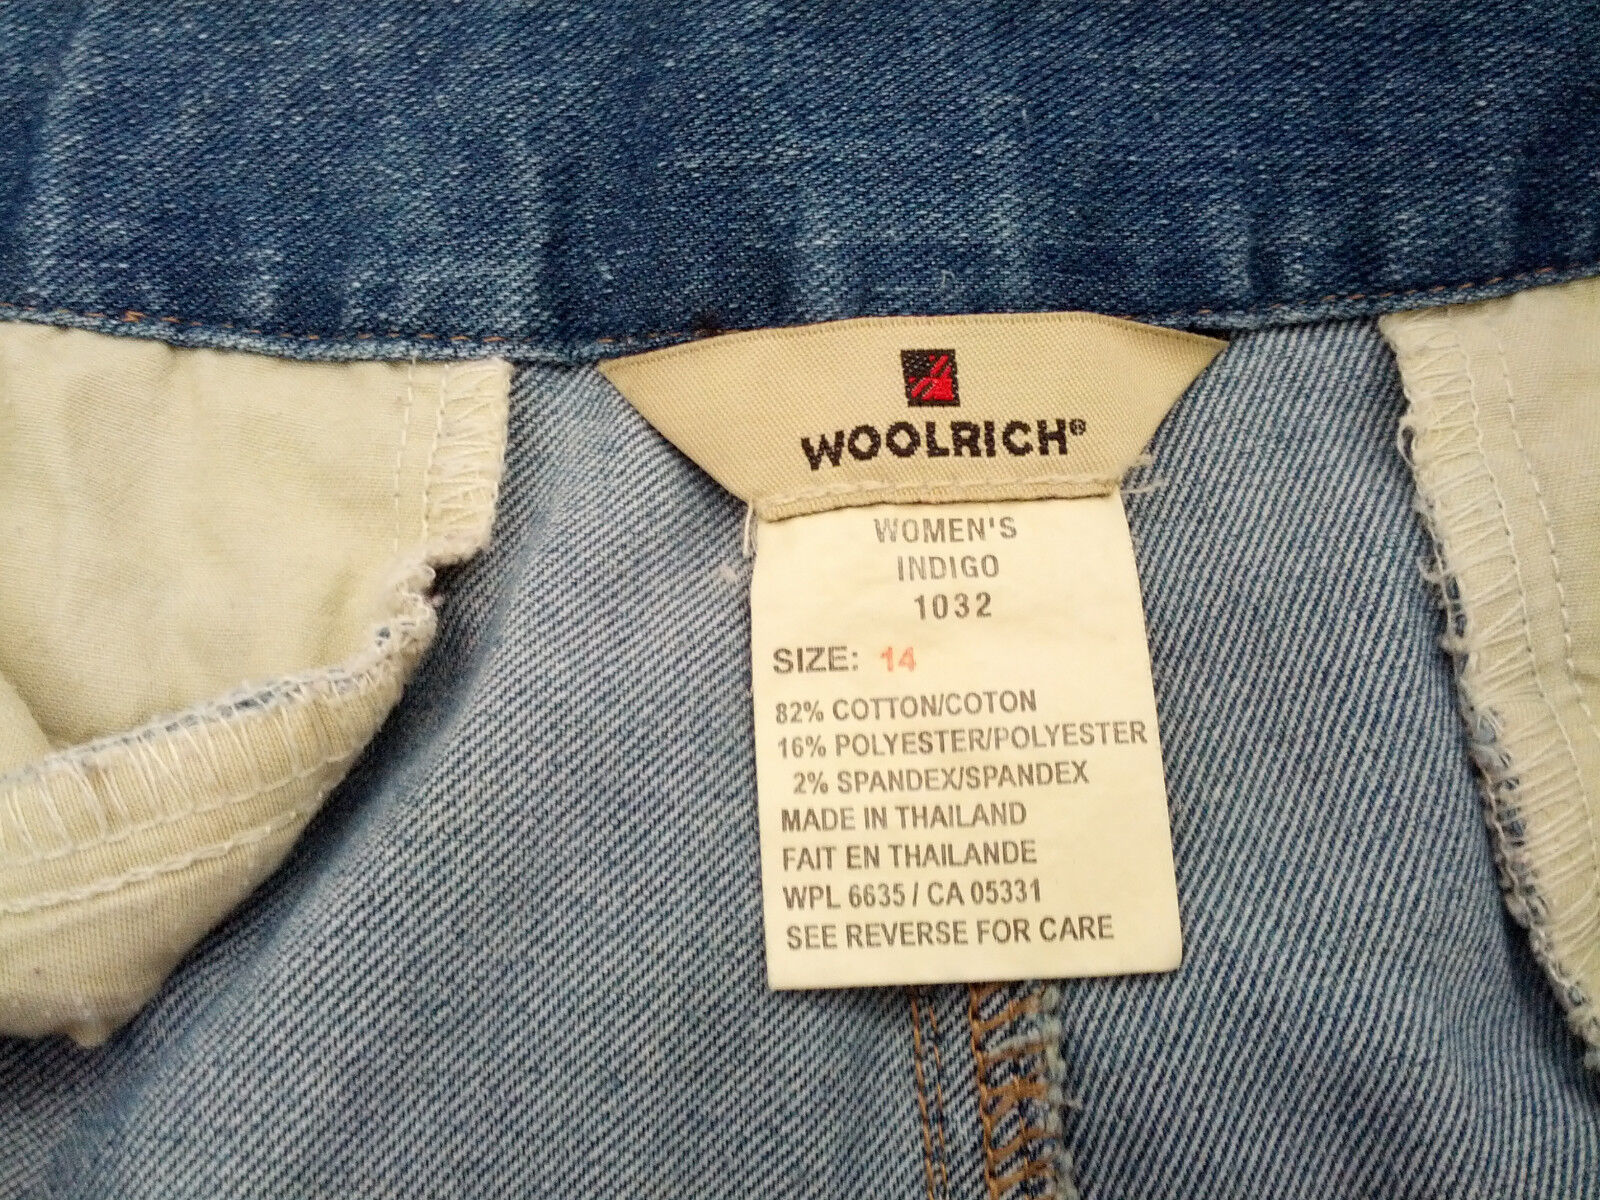 WOOLRICH®
WOMEN'S
INDIGO
1032
SIZE: 14
82% COTTON/COTON
16% POLYESTER/POLYESTER
2% SPANDEX/SPANDEX
MADE IN THAILAND
FAIT EN THAILANDE
WPL 6635 / CA 05331
SEE REVERSE FOR CARE